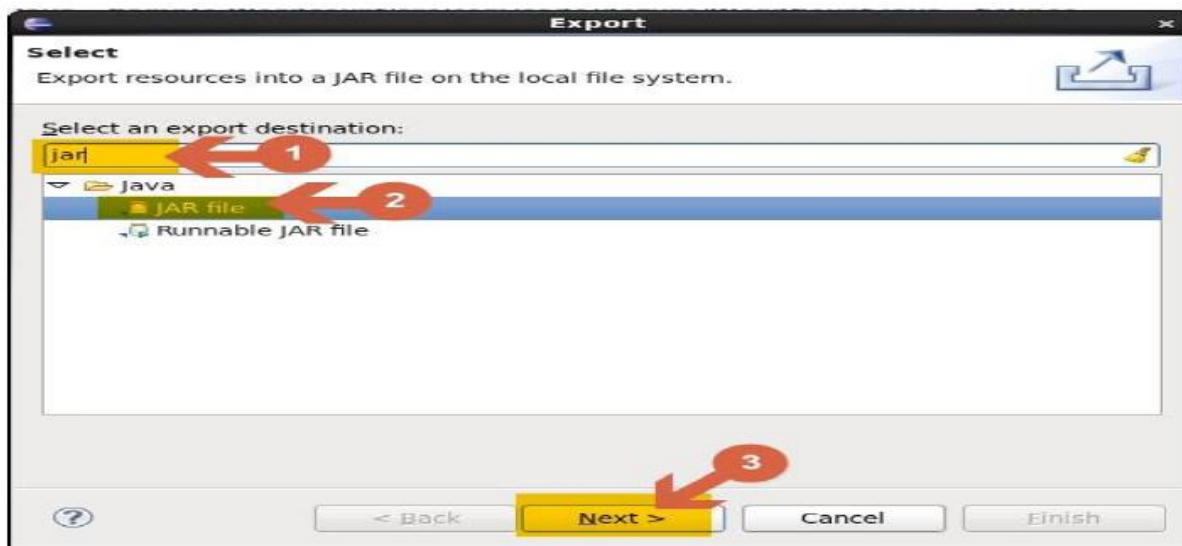 Export
Select
Export resources into a JAR file on the local file system.
Select an export destination:
jar
1
Java
JAR file
2
Runnable JAR file
3
< Back
Next >
Cancel
Finish